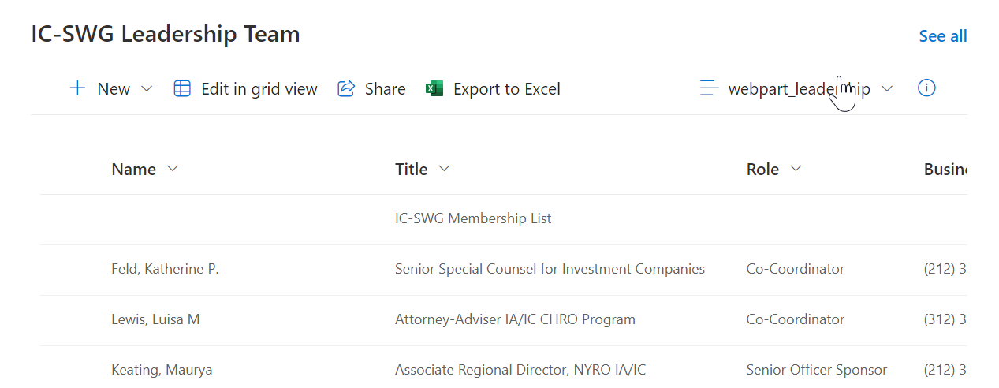 IC-SWG Leadership Team See all
New Edit in grid view Share Export to Excel webpart_leadership
Name Title Role Busine
IC-SWG Membership List
Feld, Katherine P. Senior Special Counsel for Investment Companies Co-Coordinator (212) 3
Lewis, Luisa M Attorney-Adviser IA/IC CHRO Program Co-Coordinator (312) 3
Keating, Maurya Associate Regional Director, NYRO IA/IC Senior Officer Sponsor (212) 3